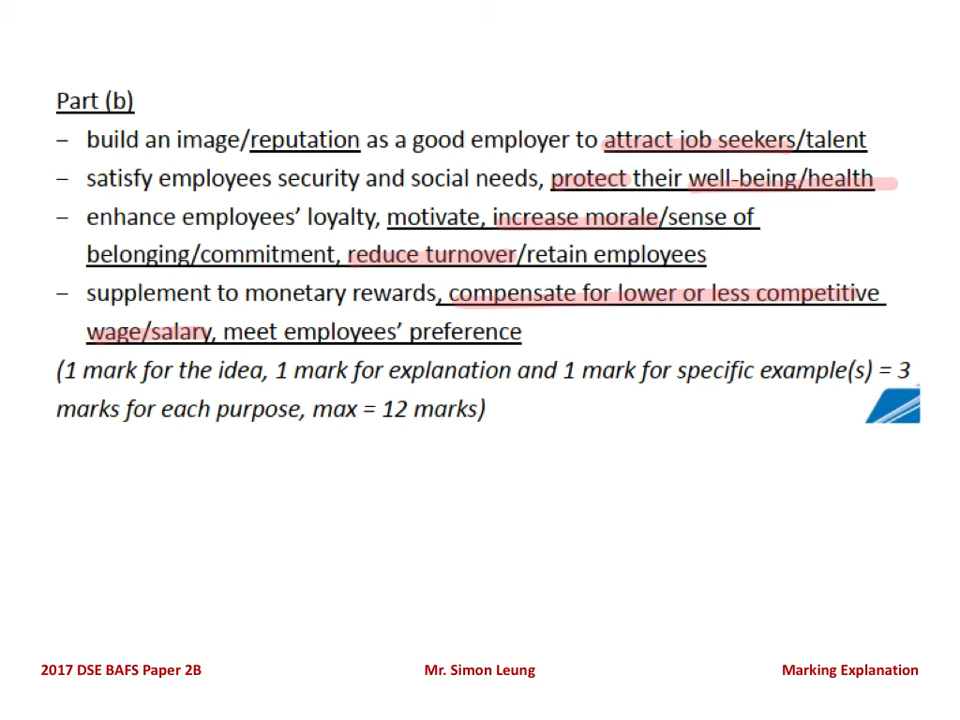 Part (b)
– build an image/reputation as a good employer to attract job seekers/talent
– satisfy employees security and social needs, protect their well-being/health
– enhance employees’ loyalty, motivate, increase morale/sense of
belonging/commitment, reduce turnover/retain employees
– supplement to monetary rewards, compensate for lower or less competitive
wage/salary, meet employees’ preference
(1 mark for the idea, 1 mark for explanation and 1 mark for specific example(s) = 3
marks for each purpose, max = 12 marks)
2017 DSE BAFS Paper 2B Mr. Simon Leung Marking Explanation